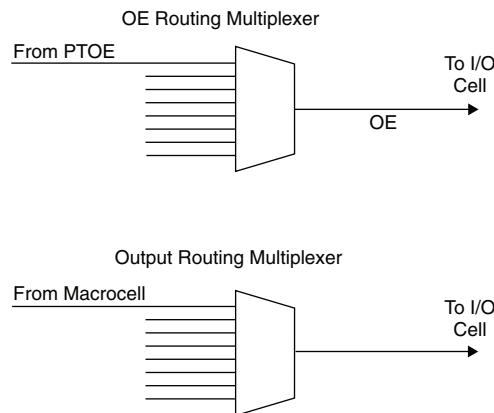 OE Routing Multiplexer
From PTOE
To I/O
Cell
OE
Output Routing Multiplexer
From Macrocell
To I/O
Cell